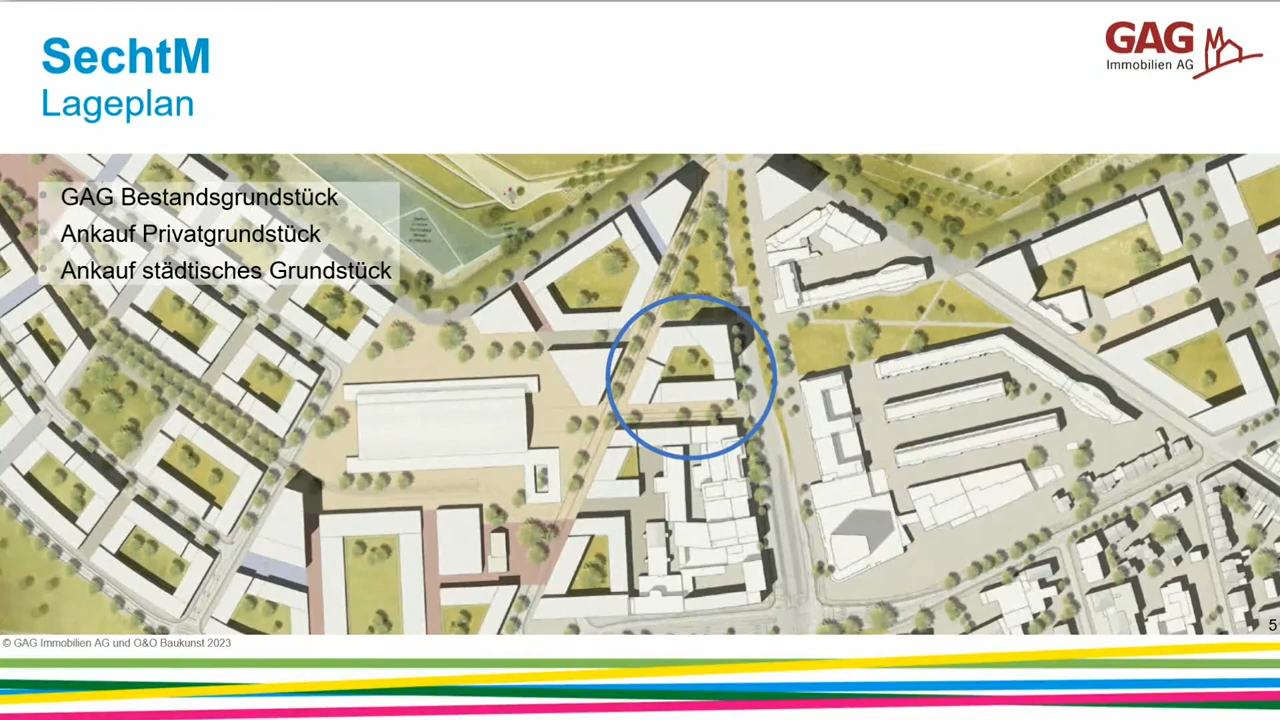 SechtM
Lageplan
GAG
Immobilien AG
GAG Bestandsgrundstück
Ankauf Privatgrundstück
Ankauf städtisches Grundstück
© GAG Immobilien AG und O&O Baukunst 2023
5